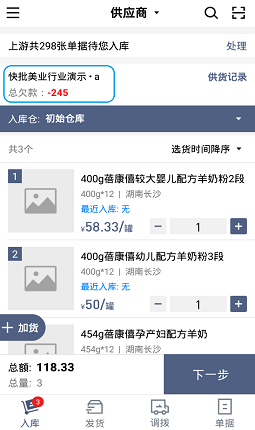 供应商
上游共298张单据待您入库 处理
快批美业行业演示·a 供货记录
总欠款：-245
入库仓：初始仓库
共3个 选货时间降序
1 400g蓓康僖较大婴儿配方羊奶粉2段
400g*12 | 湖南长沙
最近入库: 无
¥58.33/罐 − 1 +
2 400g蓓康僖幼儿配方羊奶粉3段
400g*12 | 湖南长沙
最近入库: 无
¥50/罐 − 1 +
3 454g蓓康僖孕产妇配方羊奶
454g*12 | 湖南长沙
+ 加货
总额: 118.33
总量: 3
下一步
3
入库 发货 调拨 单据